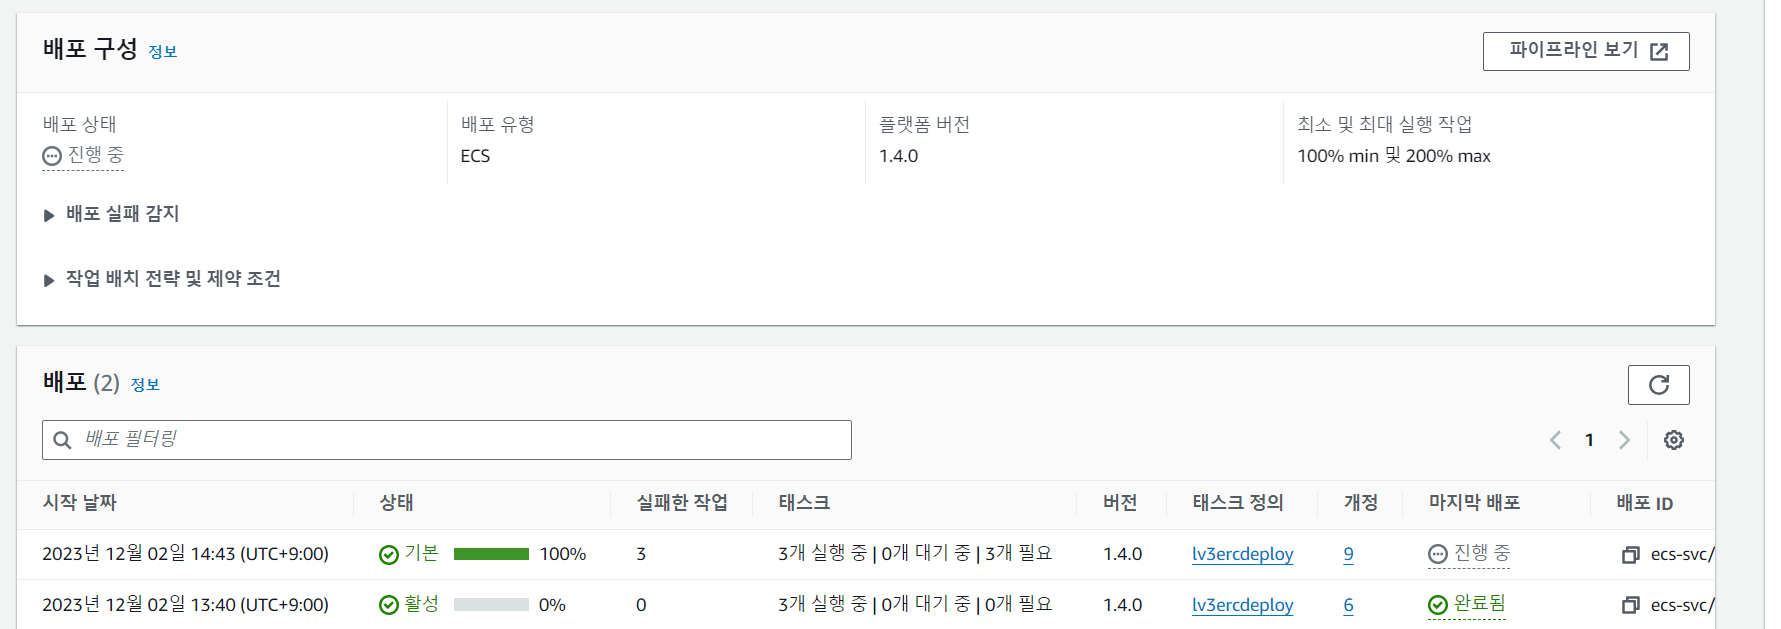 배포 구성 정보
파이프라인 보기
배포 상태
진행 중
배포 유형
ECS
플랫폼 버전
1.4.0
최소 및 최대 실행 작업
100% min 및 200% max
배포 실패 감지
작업 배치 전략 및 제약 조건
배포 (2) 정보
배포 필터링
1
시작 날짜 상태 실패한 작업 태스크 버전 태스크 정의 개정 마지막 배포 배포 ID
2023년 12월 02일 14:43 (UTC+9:00) 기본 100% 3 3개 실행 중 | 0개 대기 중 | 3개 필요 1.4.0 lv3ercdeploy 9 진행 중 ecs-svc/
2023년 12월 02일 13:40 (UTC+9:00) 활성 0% 0 3개 실행 중 | 0개 대기 중 | 0개 필요 1.4.0 lv3ercdeploy 6 완료됨 ecs-svc/